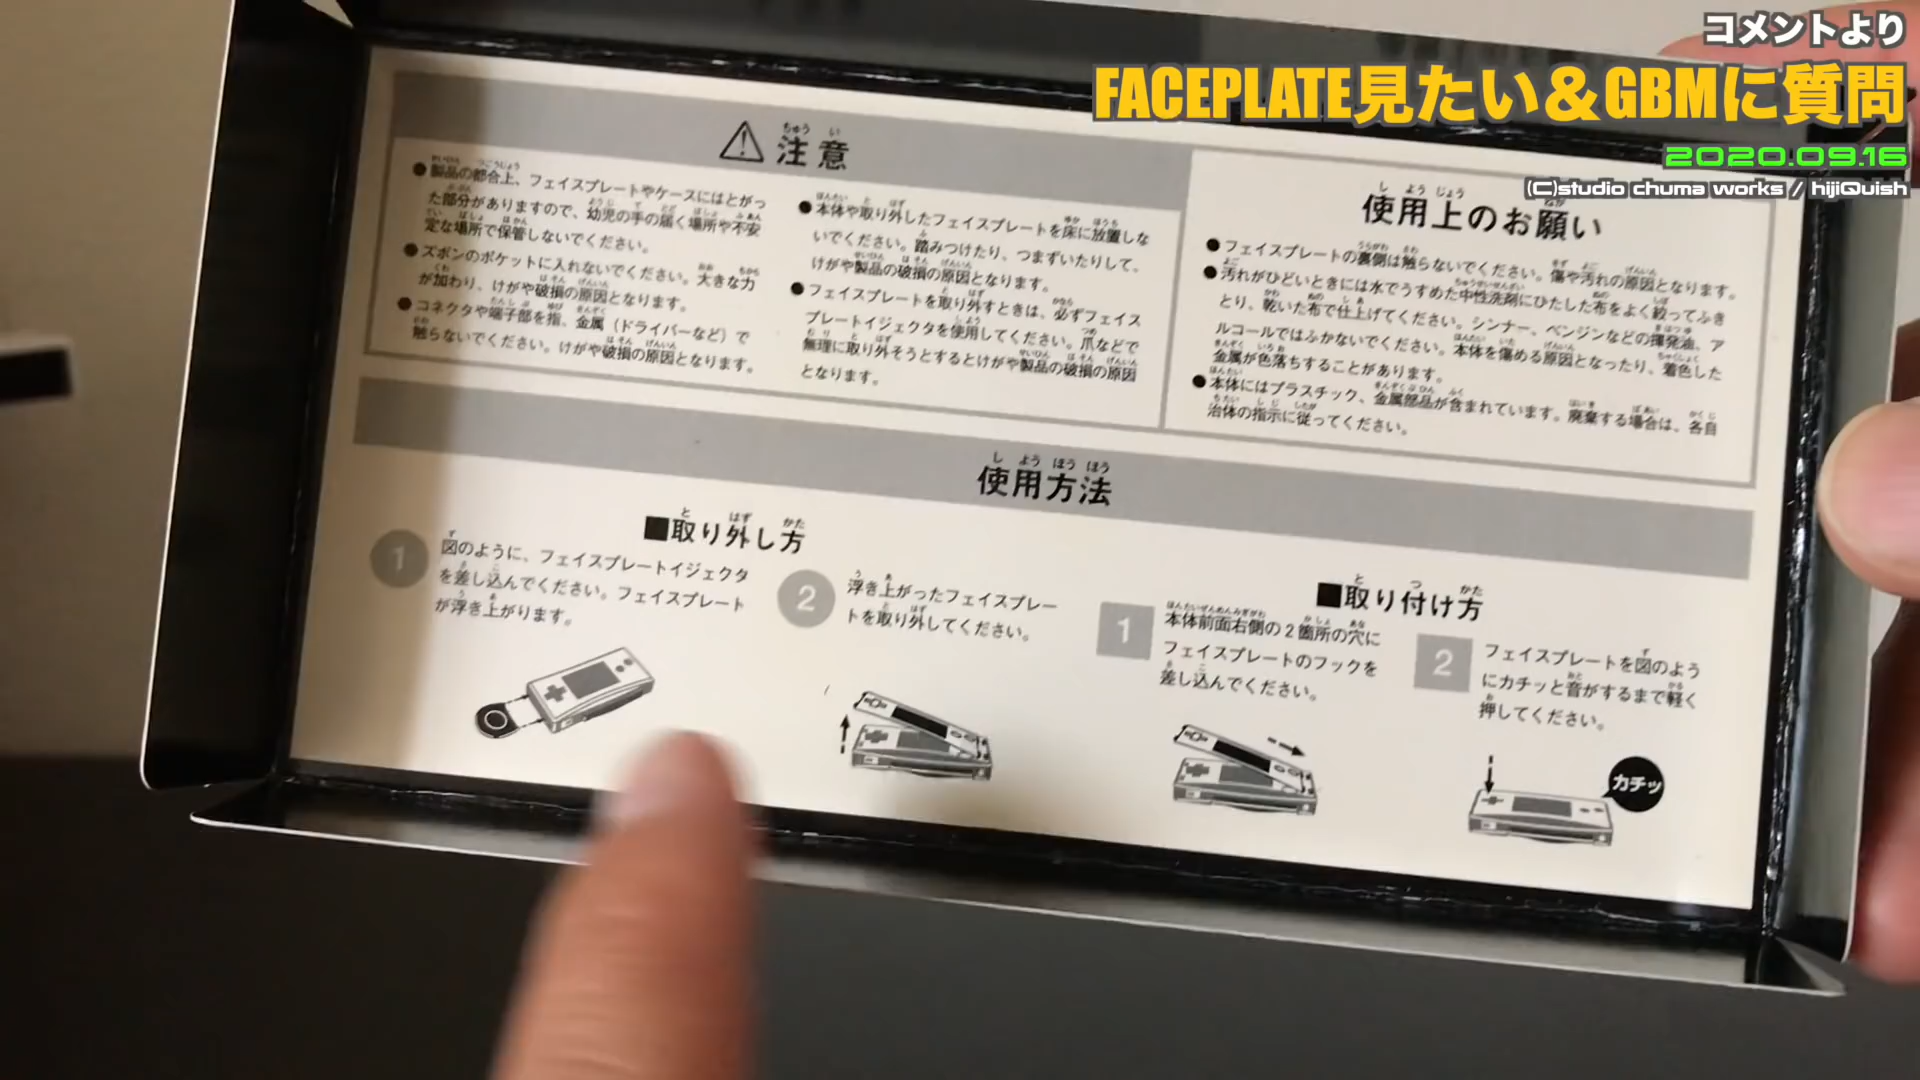 コメントより
FACEPLATE見たい&GBMに質問
2020.09.16
(C)studio chuma works / hijiQuish
注意
●製品の都合上、フェイスプレートやケースにはとがっ
た部分がありますので、幼児の手の届く場所や不安
定な場所で保管しないでください。
●ズボンのポケットに入れないでください。大きな力
が加わり、けがや破損の原因となります。
●コネクタや端子部を指、金属（ドライバーなど）で
触らないでください。けがや破損の原因となります。
●本体や取り外したフェイスプレートを床に放置しな
いでください。踏みつけたり、つまずいたりして、
けがや製品の破損の原因となります。
●フェイスプレートを取り外すときは、必ずフェイス
プレートイジェクタを使用してください。爪などで
無理に取り外そうとするとけがや製品の破損の原因
となります。
使用上のお願い
●フェイスプレートの裏側は触らないでください。傷や汚れの原因となります。
●汚れがひどいときには水でうすめた中性洗剤にひたした布をよく絞ってふき
とり、乾いた布で仕上げてください。シンナー、ベンジンなどの揮発油、ア
ルコールではふかないでください。本体を傷める原因となったり、着色した
金属が色落ちすることがあります。
●本体にはプラスチック、金属部品が含まれています。廃棄する場合は、各自
治体の指示に従ってください。
使用方法
■取り外し方
1 図のように、フェイスプレートイジェクタ
を差し込んでください。フェイスプレート
が浮き上がります。
2 浮き上がったフェイスプレー
トを取り外してください。
■取り付け方
1 本体前面右側の2箇所の穴に
フェイスプレートのフックを
差し込んでください。
2 フェイスプレートを図のよう
にカチッと音がするまで軽く
押してください。
カチッ